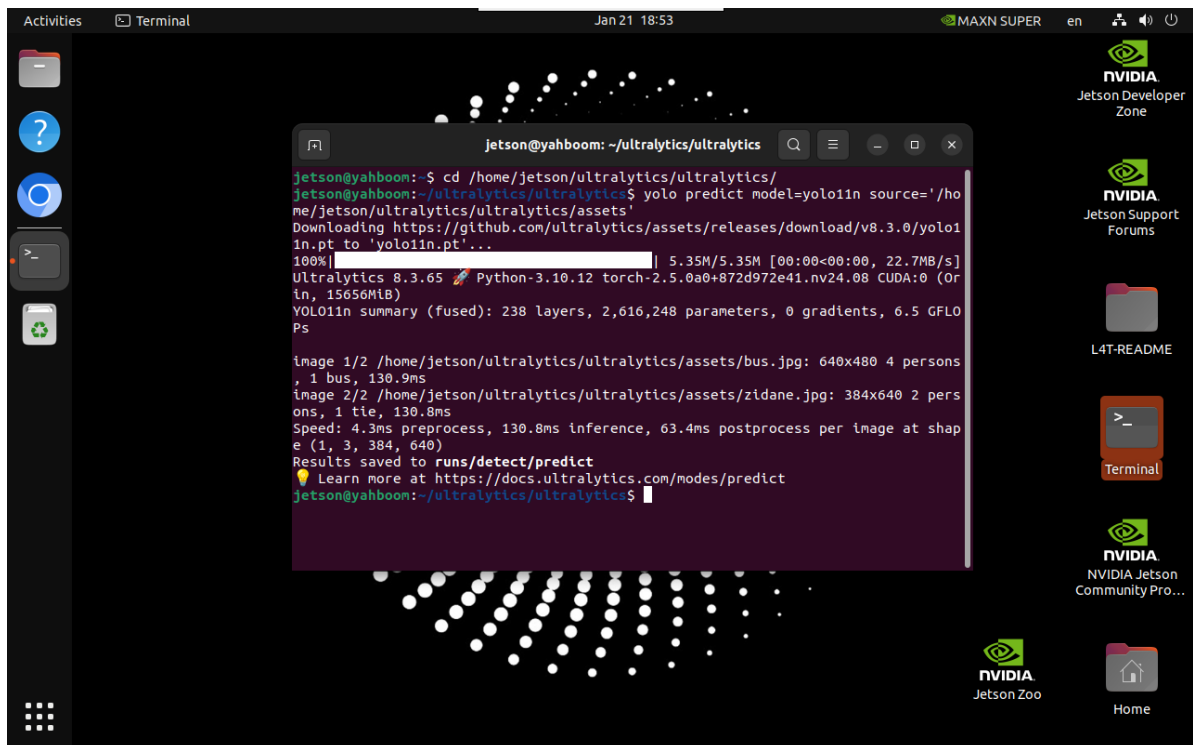 Activities
Terminal
Jan 21 18:53
MAXN SUPER
en
NVIDIA.
Jetson Developer
Zone
jetson@yahboom: ~/ultralytics/ultralytics
jetson@yahboom:~$ cd /home/jetson/ultralytics/ultralytics/
jetson@yahboom:~/ultralytics/ultralytics$ yolo predict model=yolo11n source='/ho
me/jetson/ultralytics/ultralytics/assets'
Downloading https://github.com/ultralytics/assets/releases/download/v8.3.0/yolo1
1n.pt to 'yolo11n.pt'...
100%| | 5.35M/5.35M [00:00<00:00, 22.7MB/s]
Ultralytics 8.3.65 🚀 Python-3.10.12 torch-2.5.0a0+872d972e41.nv24.08 CUDA:0 (Or
in, 15656MiB)
YOLO11n summary (fused): 238 layers, 2,616,248 parameters, 0 gradients, 6.5 GFLO
Ps
image 1/2 /home/jetson/ultralytics/ultralytics/assets/bus.jpg: 640x480 4 persons
, 1 bus, 130.9ms
image 2/2 /home/jetson/ultralytics/ultralytics/assets/zidane.jpg: 384x640 2 pers
ons, 1 tie, 130.8ms
Speed: 4.3ms preprocess, 130.8ms inference, 63.4ms postprocess per image at shap
e (1, 3, 384, 640)
Results saved to runs/detect/predict
💡 Learn more at https://docs.ultralytics.com/modes/predict
jetson@yahboom:~/ultralytics/ultralytics$
NVIDIA.
Jetson Support
Forums
L4T-README
Terminal
NVIDIA.
NVIDIA Jetson
Community Pro...
NVIDIA.
Jetson Zoo
Home